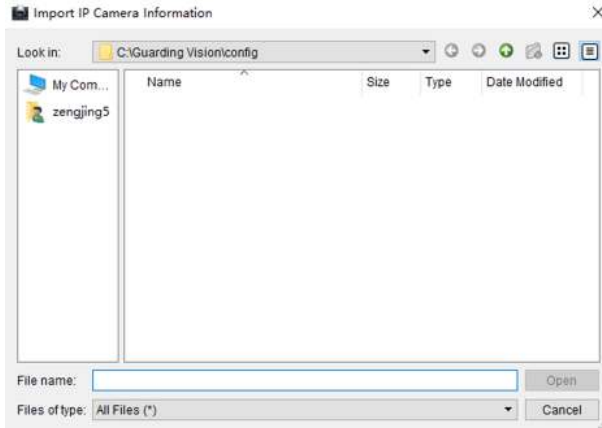 Import IP Camera Information
Look in: C:\Guarding Vision\config
My Com...
zengjing5
Name Size Type Date Modified
File name: Open
Files of type: All Files (*) Cancel